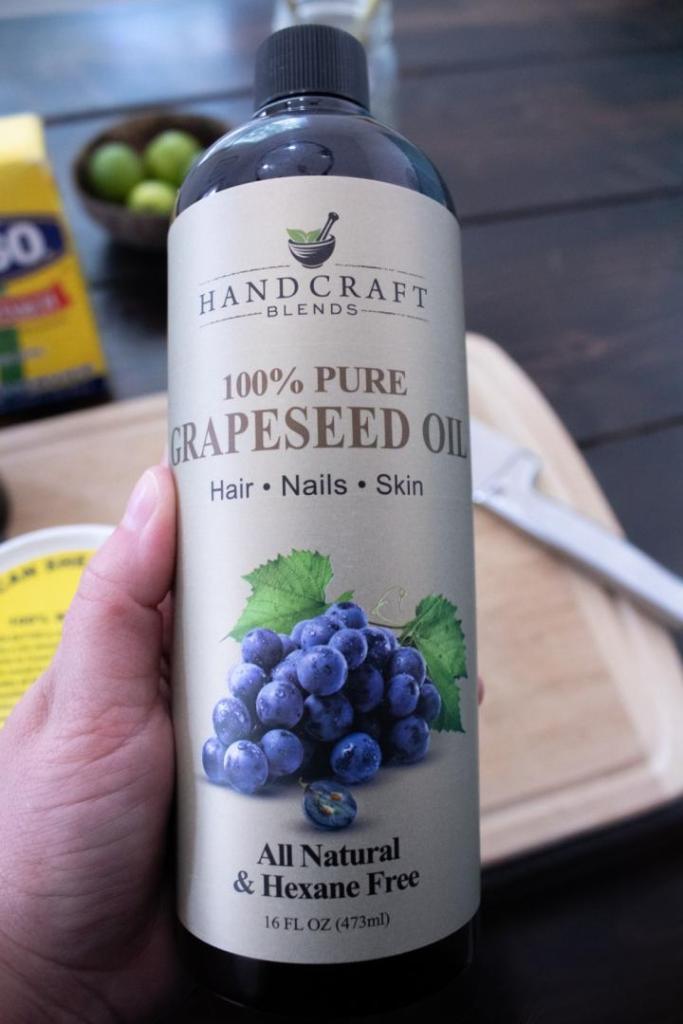 HANDCRAFT
BLENDS
100% PURE
GRAPESEED OIL
Hair • Nails • Skin
All Natural
& Hexane Free
16 FL OZ (473ml)